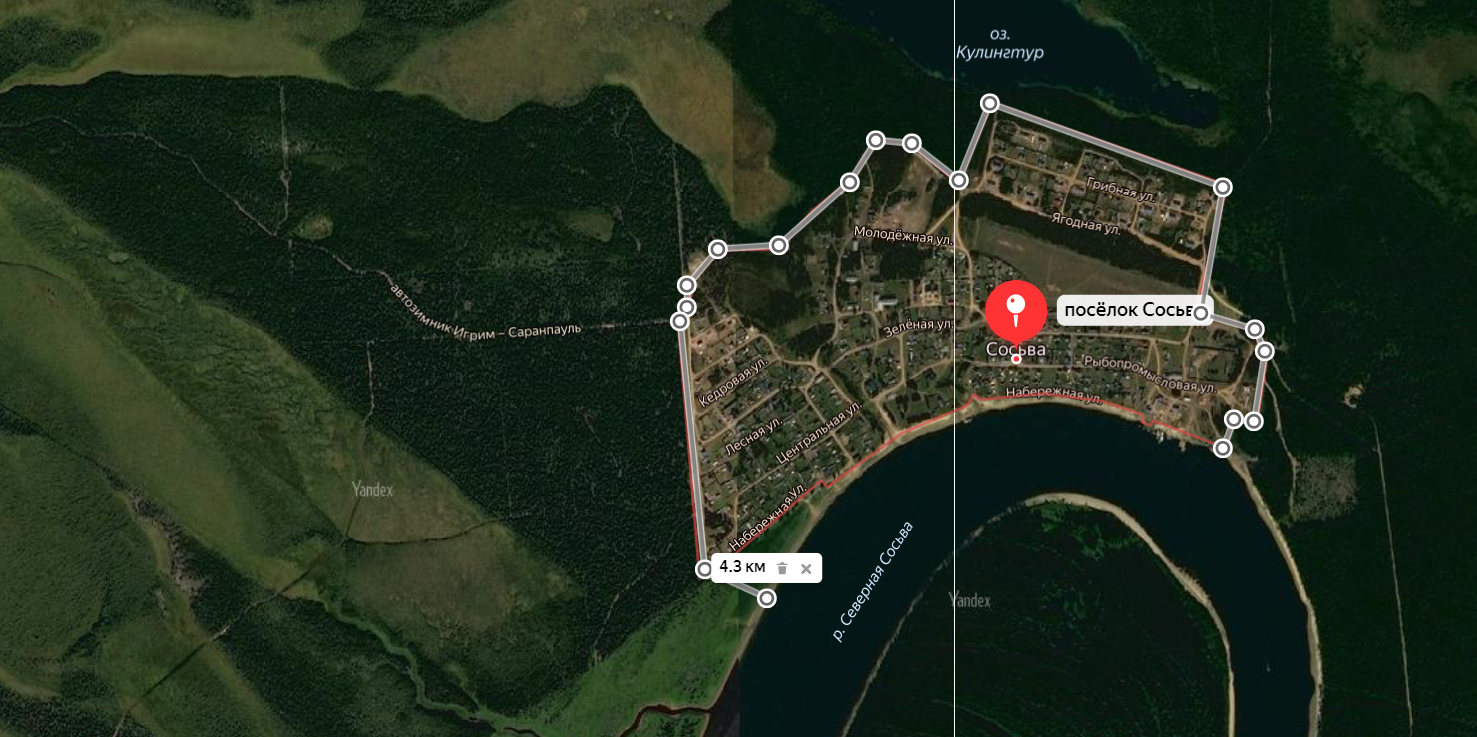 оз.
Кулингтур
Грибная ул.
Ягодная ул.
Молодёжная ул.
автозимник Игрим – Саранпауль
посёлок Сосьв
Зелёная ул.
Сосьва
Рыбопромысловая ул.
Кедровая ул.
Набережная ул.
Лесная ул.
Центральная ул.
Yandex
Набережная Ул.
р. Северная Сосьва
4.3 км
Yandex